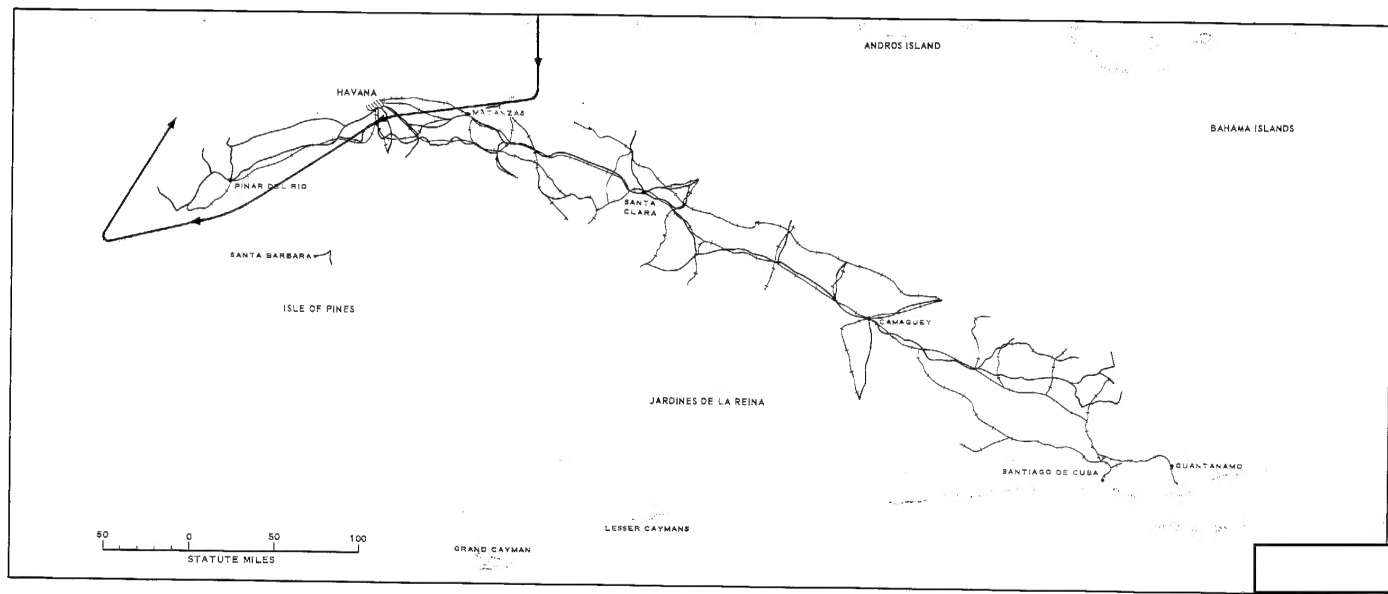 ANDROS ISLAND
HAVANA
MATANZAS
BAHAMA ISLANDS
PINAR DEL RIO
SANTA
CLARA
SANTA BARBARA
ISLE OF PINES
CAMAGUEY
JARDINES DE LA REINA
GUANTANAMO
SANTIAGO DE CUBA
LESSER CAYMANS
50 0 50 100
STATUTE MILES
GRAND CAYMAN